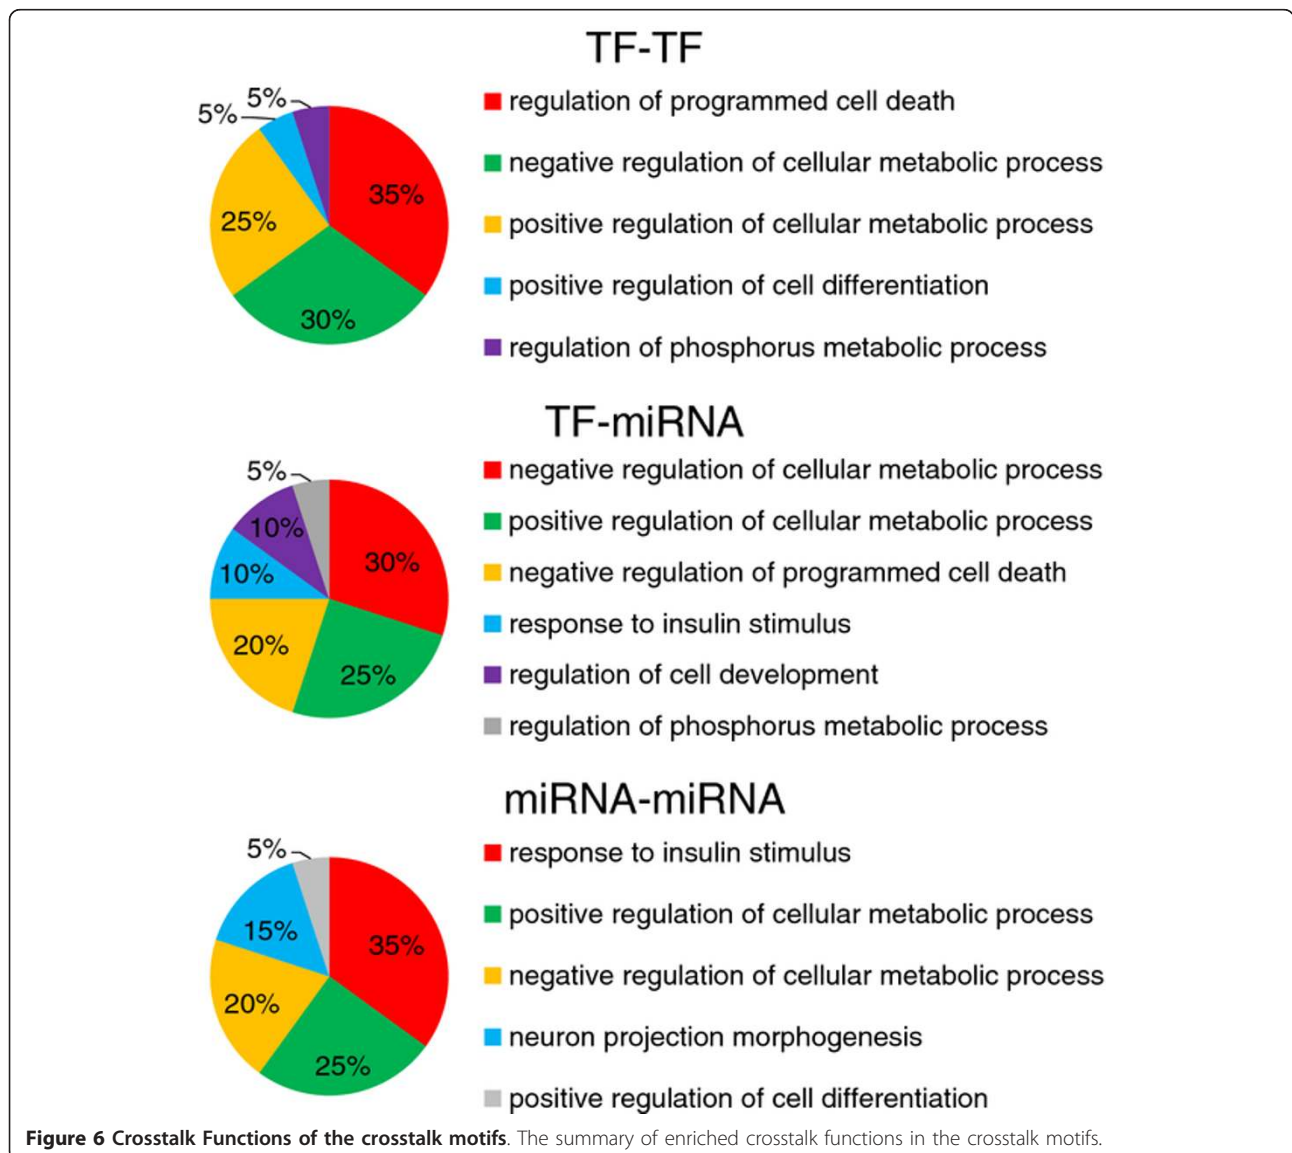 TF-TF
5%
5%
35%
25%
30%
regulation of programmed cell death
negative regulation of cellular metabolic process
positive regulation of cellular metabolic process
positive regulation of cell differentiation
regulation of phosphorus metabolic process
TF-miRNA
5%
10%
10%
30%
20%
25%
negative regulation of cellular metabolic process
positive regulation of cellular metabolic process
negative regulation of programmed cell death
response to insulin stimulus
regulation of cell development
regulation of phosphorus metabolic process
miRNA-miRNA
5%
15%
35%
20%
25%
response to insulin stimulus
positive regulation of cellular metabolic process
negative regulation of cellular metabolic process
neuron projection morphogenesis
positive regulation of cell differentiation
Figure 6 Crosstalk Functions of the crosstalk motifs. The summary of enriched crosstalk functions in the crosstalk motifs.